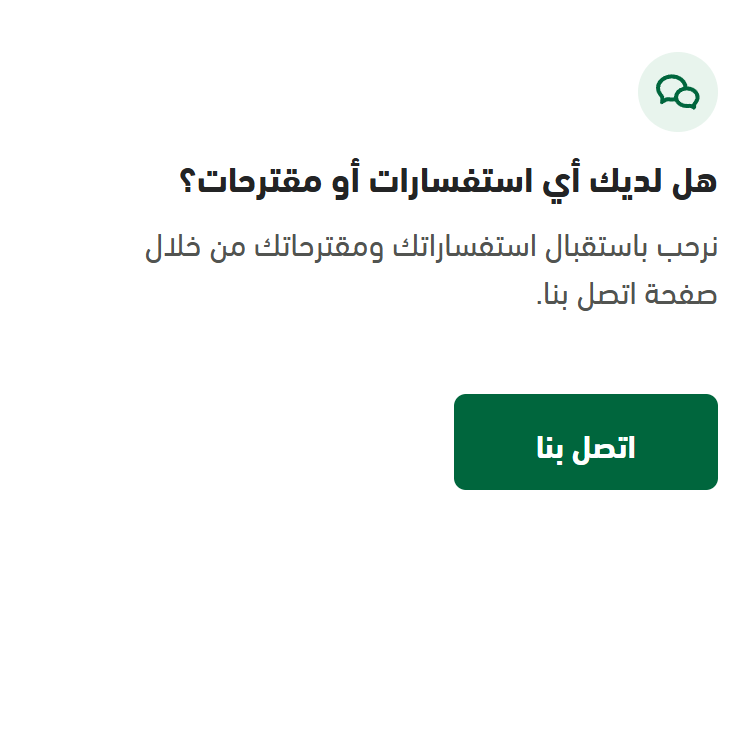 هل لديك أي استفسارات أو مقترحات؟
نرحب باستقبال استفساراتك ومقترحاتك من خلال
صفحة اتصل بنا.
اتصل بنا